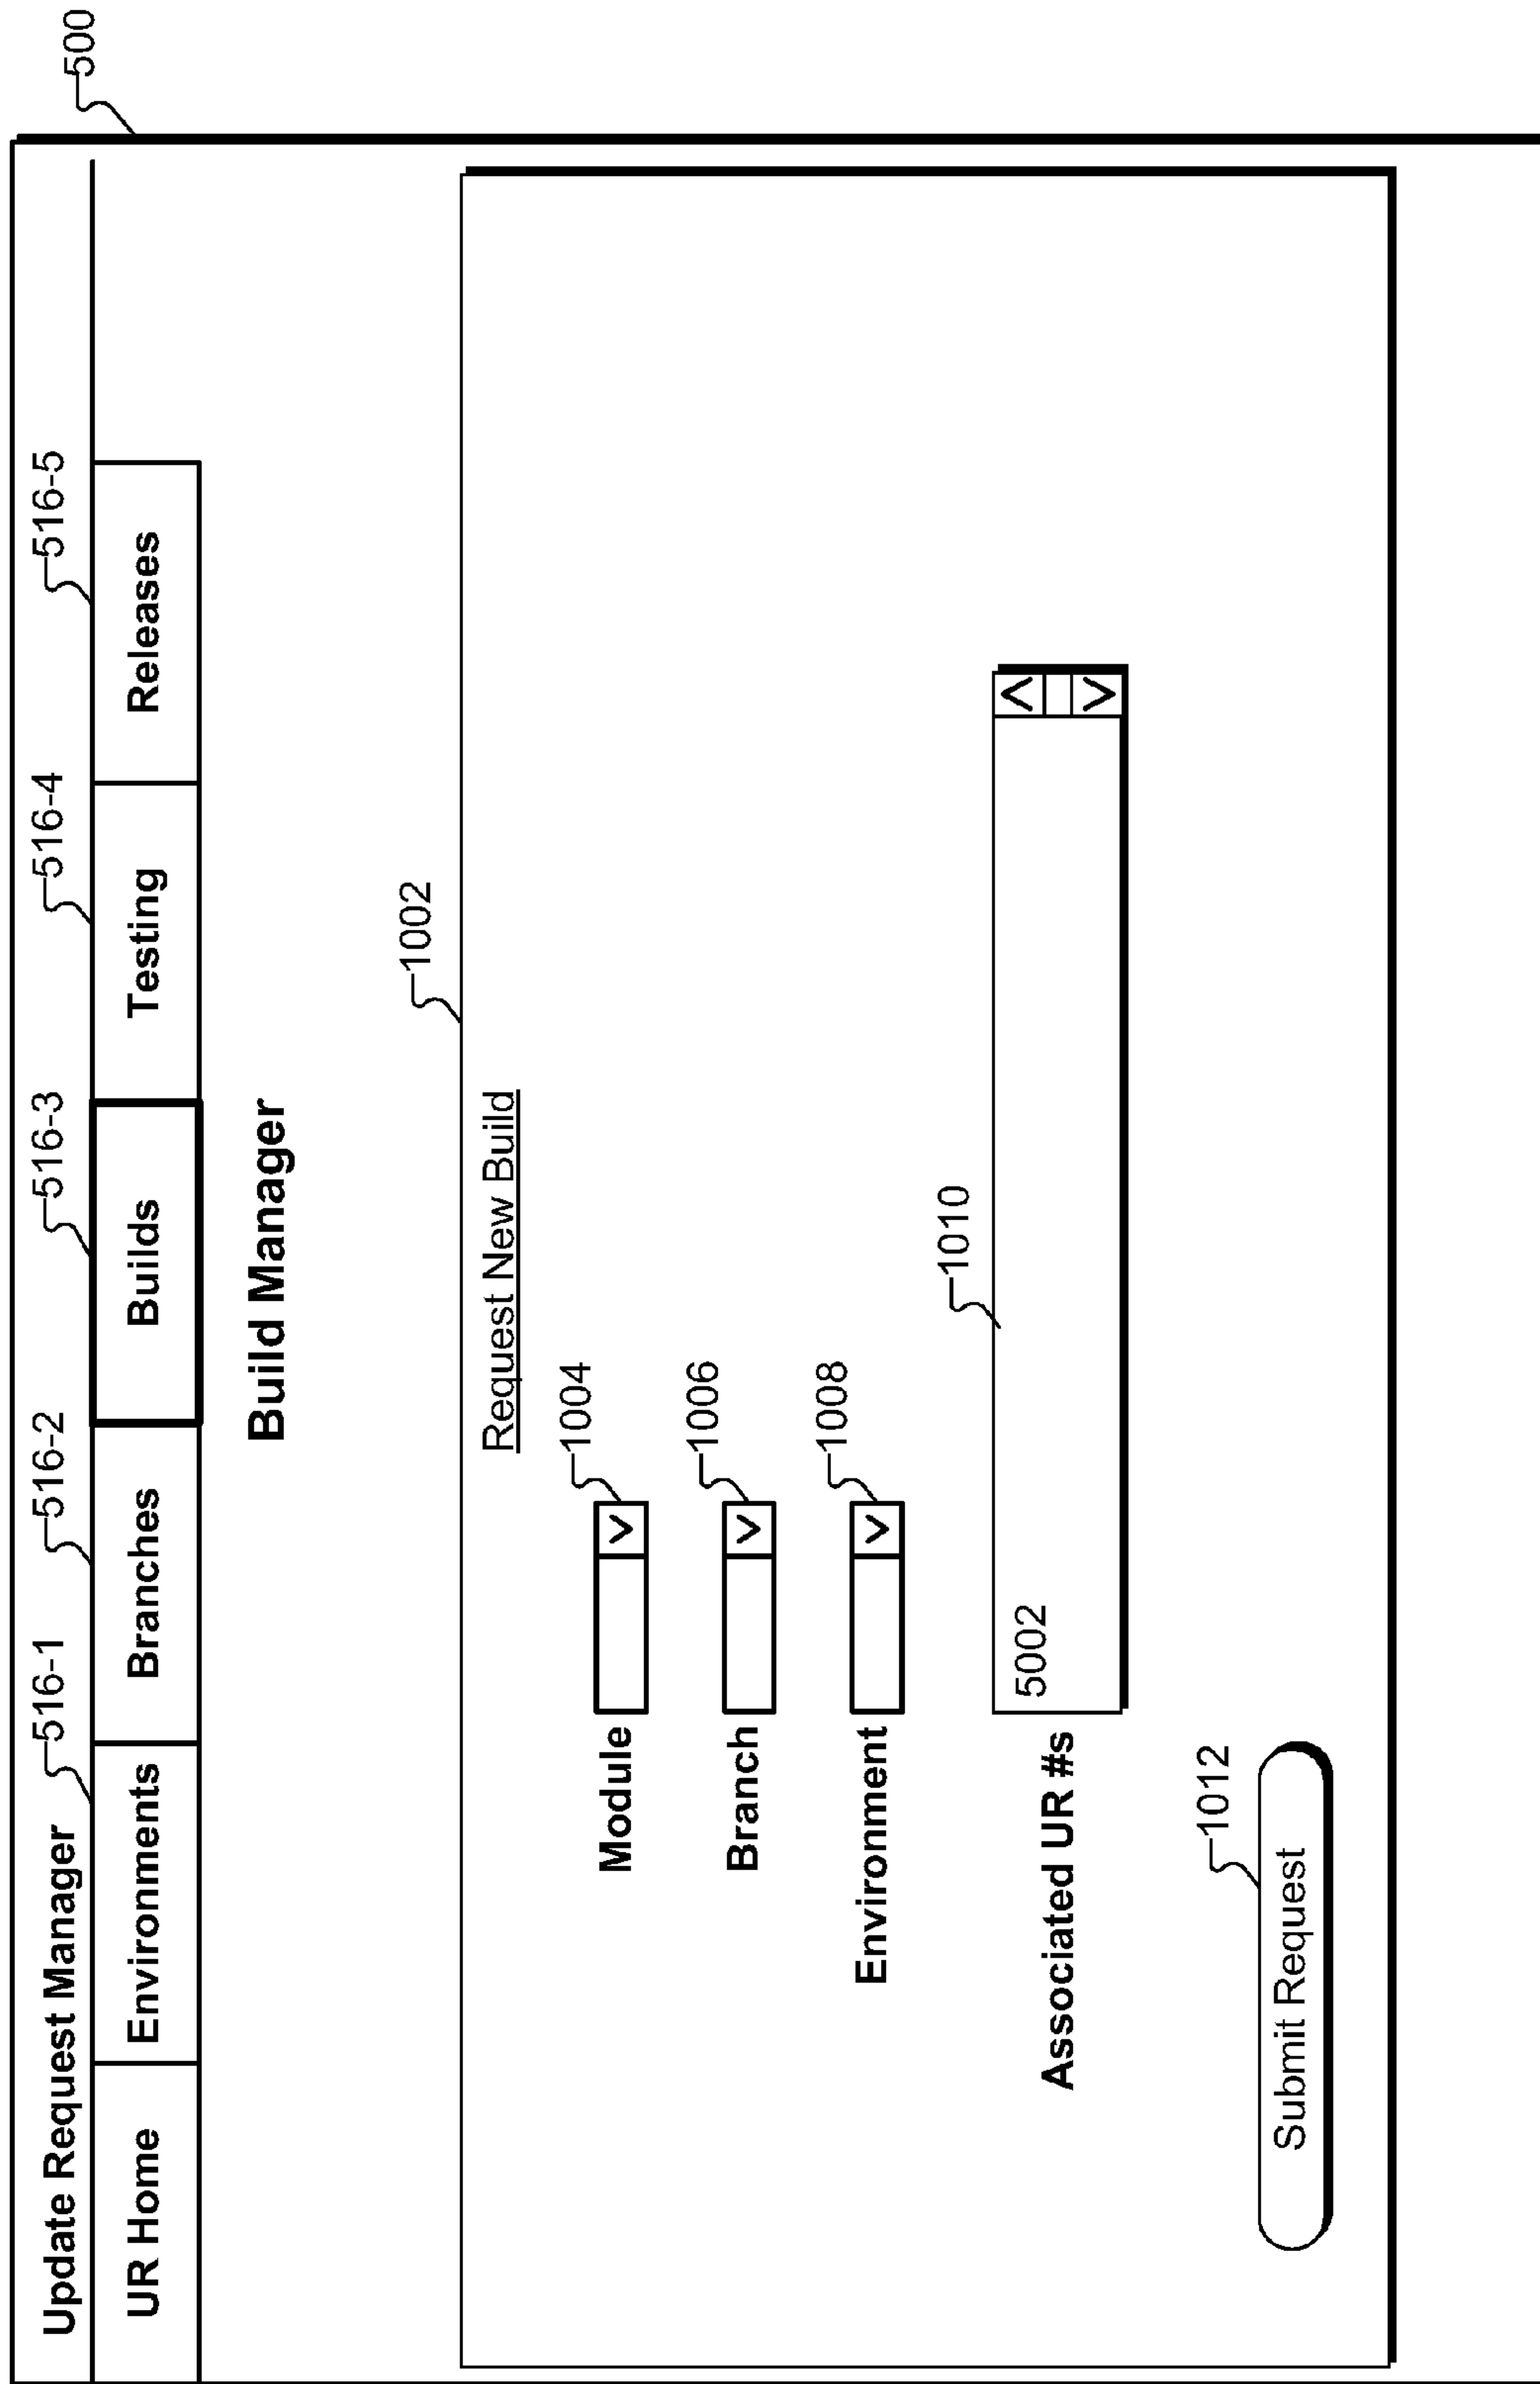 500
Update Request Manager
516-1
516-2
516-3
516-4
516-5
UR Home
Environments
Branches
Builds
Testing
Releases
Build Manager
1002
Request New Build
1004
Module
V
1006
Branch
V
1008
Environment
V
1010
Associated UR #s
5002
1012
Submit Request